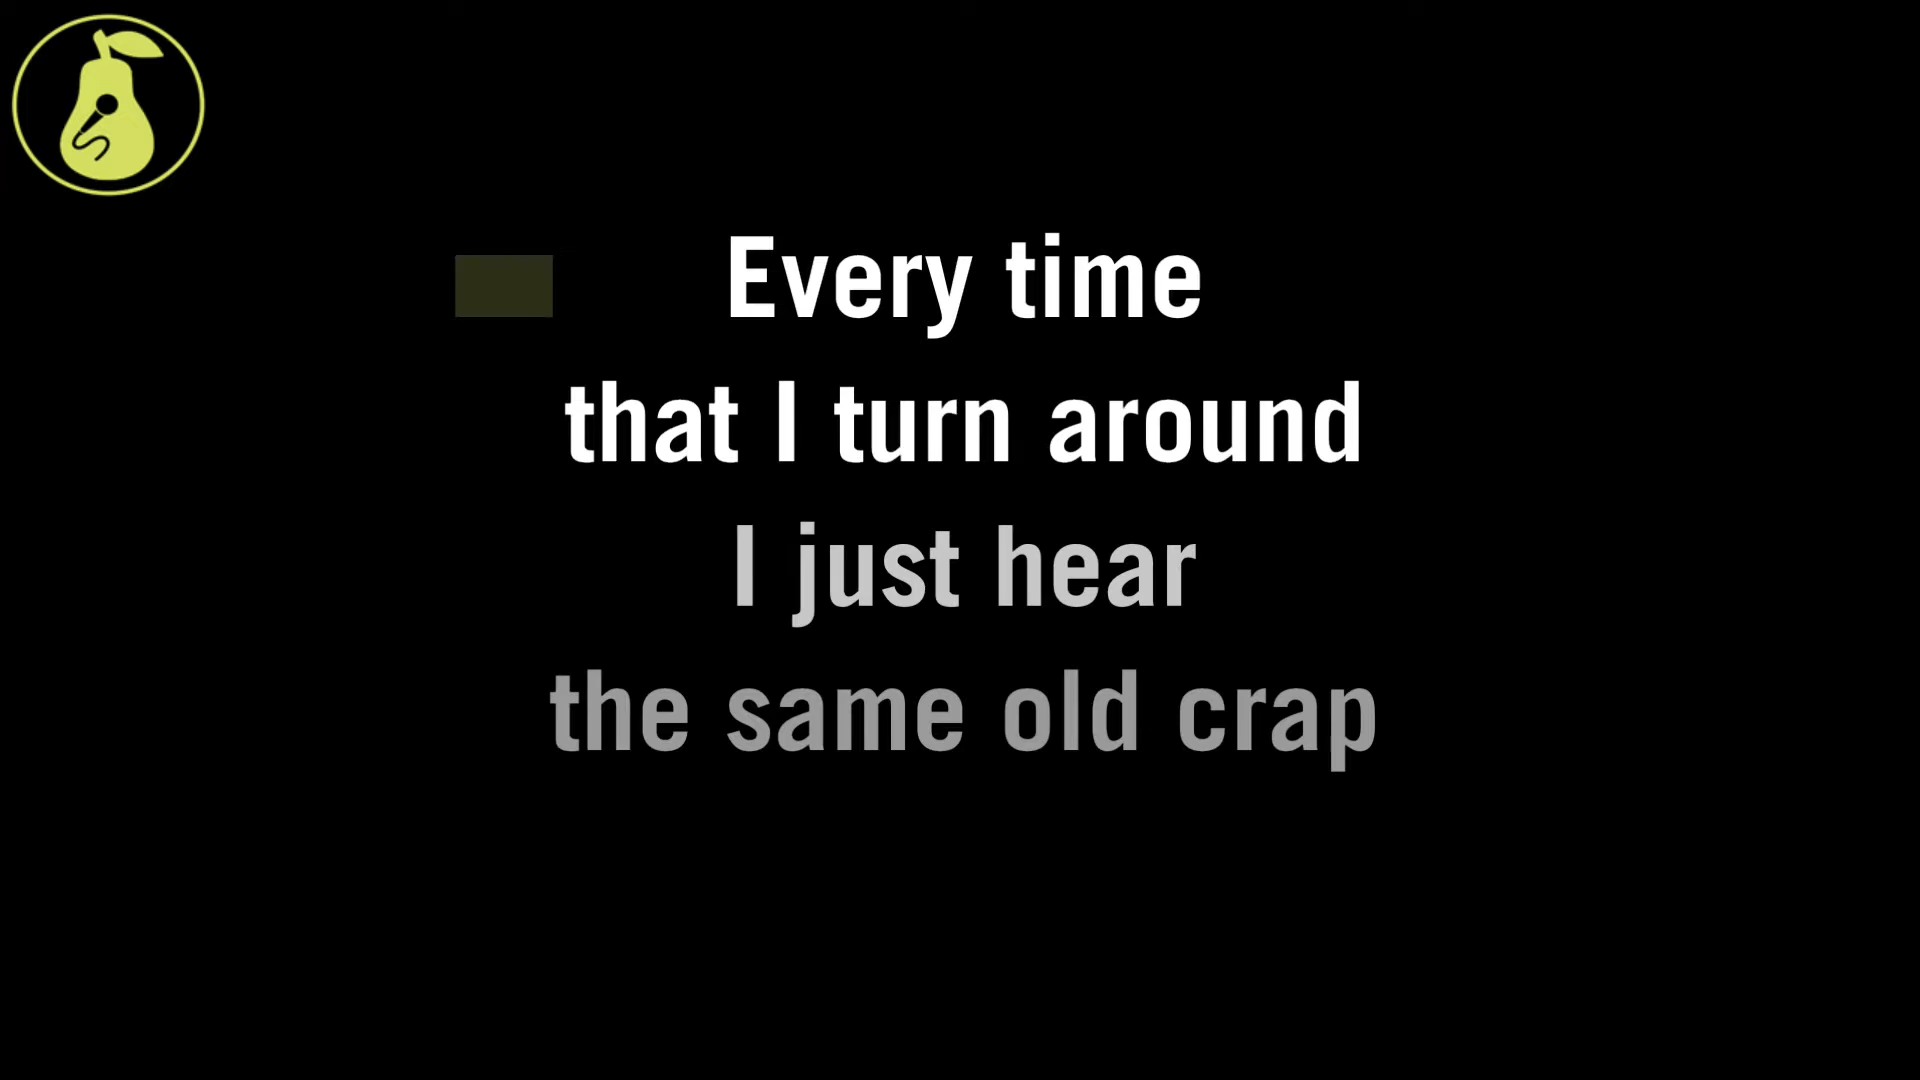 Every time
that I turn around
I just hear
the same old crap